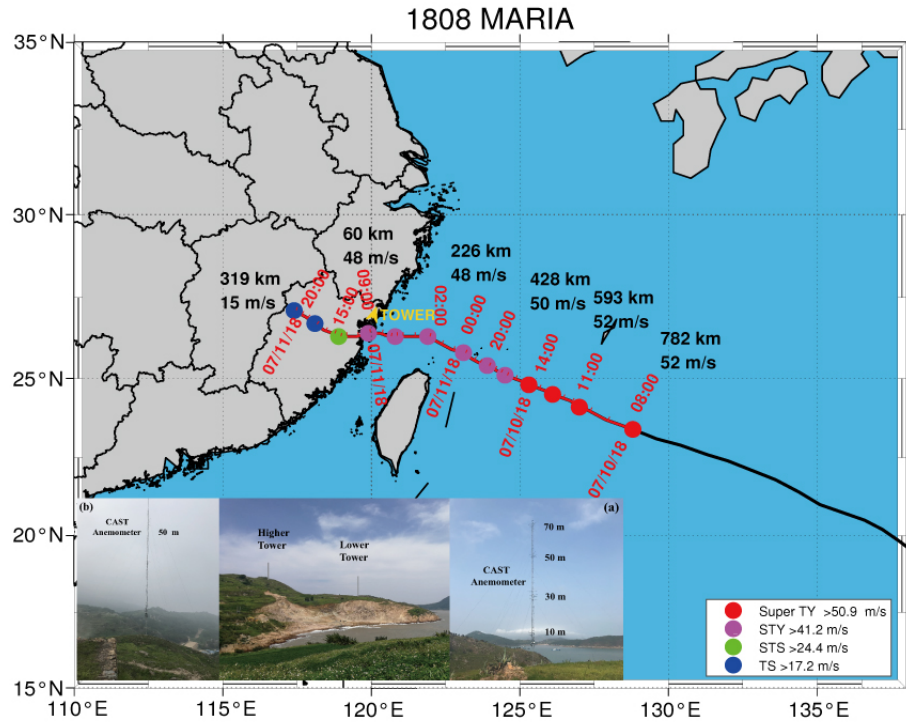 1808 MARIA
35°N
30°N
25°N
20°N
15°N
110°E
115°E
120°E
125°E
130°E
135°E
319 km
15 m/s
60 km
48 m/s
226 km
48 m/s
428 km
50 m/s
593 km
52 m/s
782 km
52 m/s
07/11/18
20:00
15:00
09:00
07/11/18
TOWER
02:00
07/11/18
00:00
20:00
07/10/18
14:00
11:00
07/10/18
08:00
(b)
CAST
Anemometer
50 m
Higher
Tower
Lower
Tower
(a)
CAST
Anemometer
70 m
50 m
30 m
10 m
Super TY >50.9 m/s
STY >41.2 m/s
STS >24.4 m/s
TS >17.2 m/s